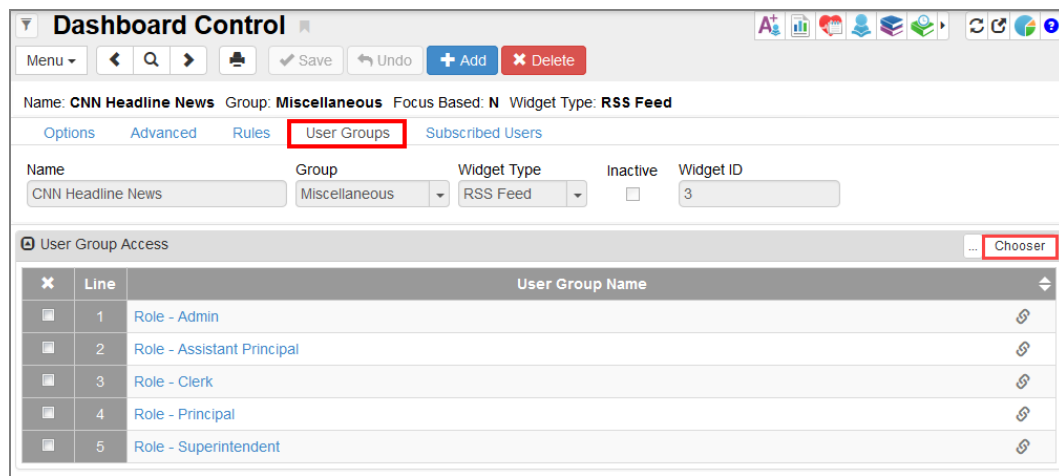 Dashboard Control
Menu Save Undo Add Delete
Name: CNN Headline News Group: Miscellaneous Focus Based: N Widget Type: RSS Feed
Options Advanced Rules User Groups Subscribed Users
Name Group Widget Type Inactive Widget ID
CNN Headline News Miscellaneous RSS Feed 3
User Group Access ... Chooser
Line User Group Name
1 Role - Admin
2 Role - Assistant Principal
3 Role - Clerk
4 Role - Principal
5 Role - Superintendent